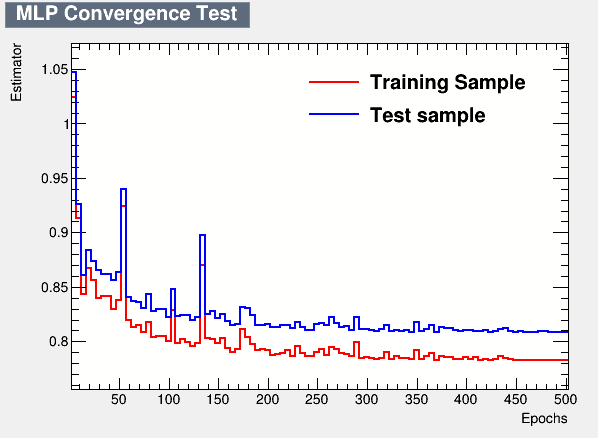 MLP Convergence Test
Estimator
Training Sample
Test sample
1.05
1
0.95
0.9
0.85
0.8
50 100 150 200 250 300 350 400 450 500
Epochs